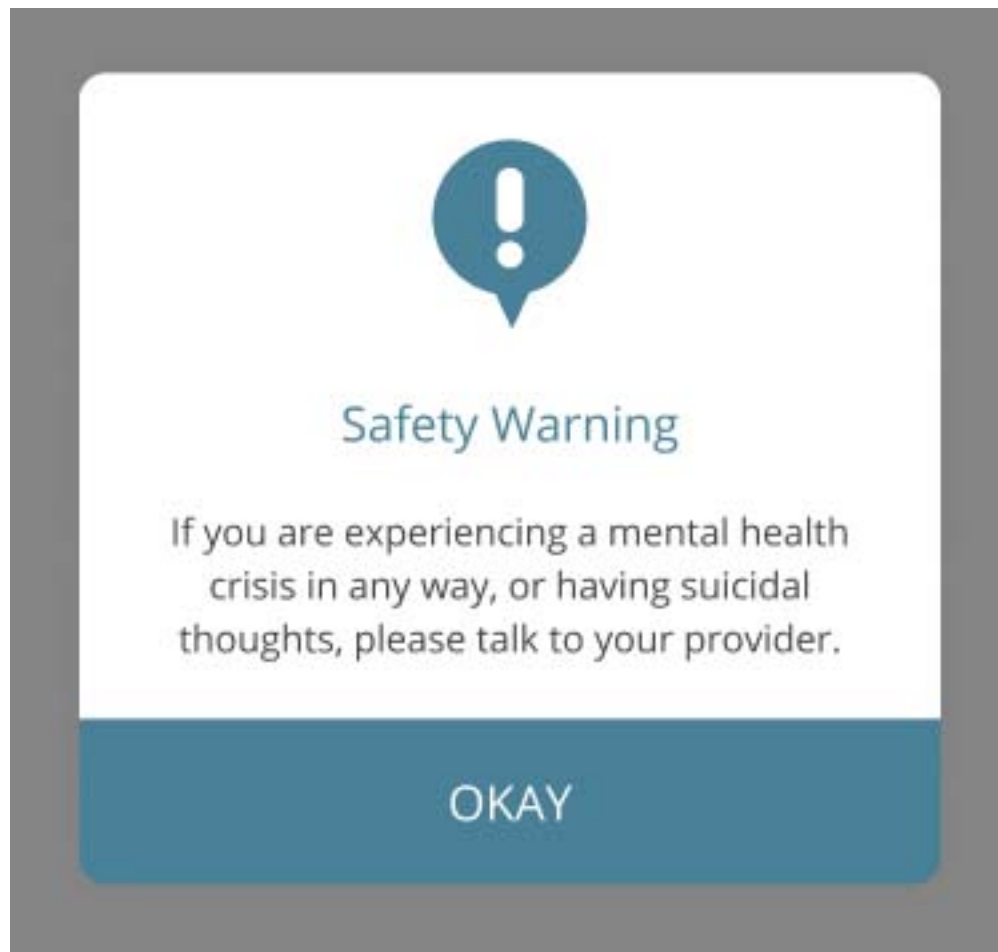 Safety Warning
If you are experiencing a mental health
crisis in any way, or having suicidal
thoughts, please talk to your provider.
OKAY